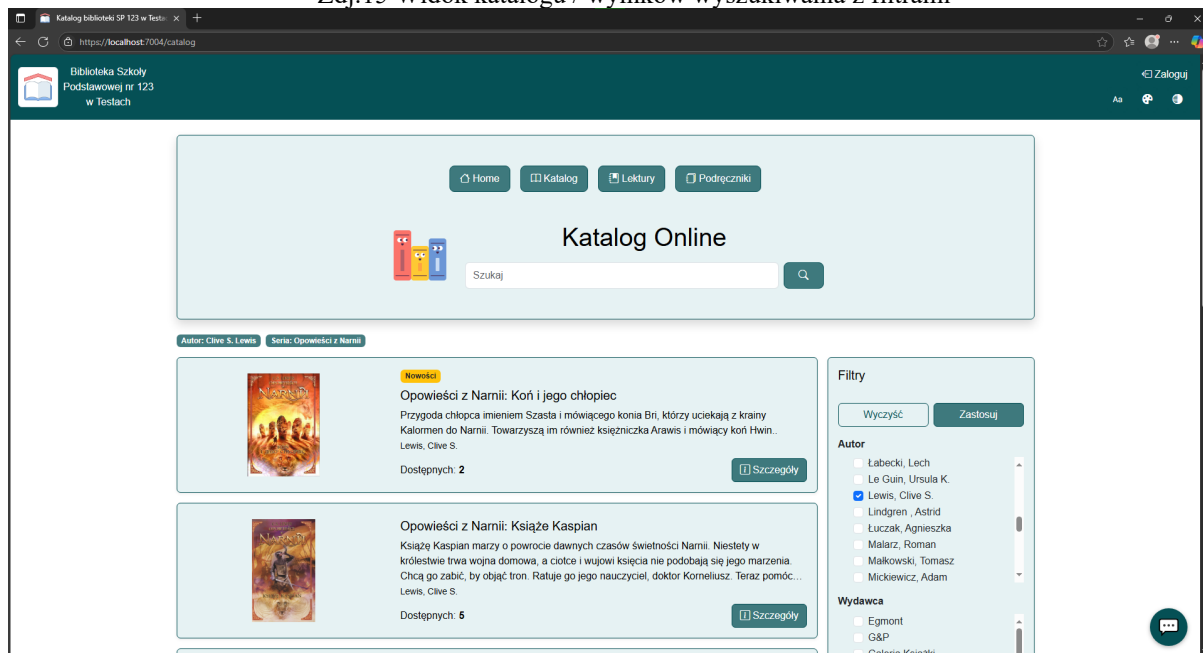 Zdj.15 Widok katalogu / wyników wyszukiwania z filtrami
Katalog biblioteki SP 123 w Testac
https://localhost:7004/catalog
Biblioteka Szkoły
Podstawowej nr 123
w Testach
Zaloguj
Aa
Home
Katalog
Lektury
Podręczniki
Katalog Online
Szukaj
Autor: Clive S. Lewis
Seria: Opowieści z Narnii
Nowości
Opowieści z Narnii: Koń i jego chłopiec
Przygoda chłopca imieniem Szasta i mówiącego konia Bri, którzy uciekają z krainy
Kalormen do Narnii. Towarzyszą im również księżniczka Arawis i mówiący koń Hwin..
Lewis, Clive S.
Dostępnych: 2
Szczegóły
NARNII
Opowieści z Narnii: Książe Kaspian
Książę Kaspian marzy o powrocie dawnych czasów świetności Narnii. Niestety w
królestwie trwa wojna domowa, a ciotce i wujowi księcia nie podobają się jego marzenia.
Chcą go zabić, by objąć tron. Ratuje go jego nauczyciel, doktor Korneliusz. Teraz pomóc...
Lewis, Clive S.
Dostępnych: 5
Szczegóły
NARNII
Filtry
Wyczyść
Zastosuj
Autor
Łabecki, Lech
Le Guin, Ursula K.
Lewis, Clive S.
Lindgren , Astrid
Łuczak, Agnieszka
Malarz, Roman
Małkowski, Tomasz
Mickiewicz, Adam
Wydawca
Egmont
G&P
Galeria Książki